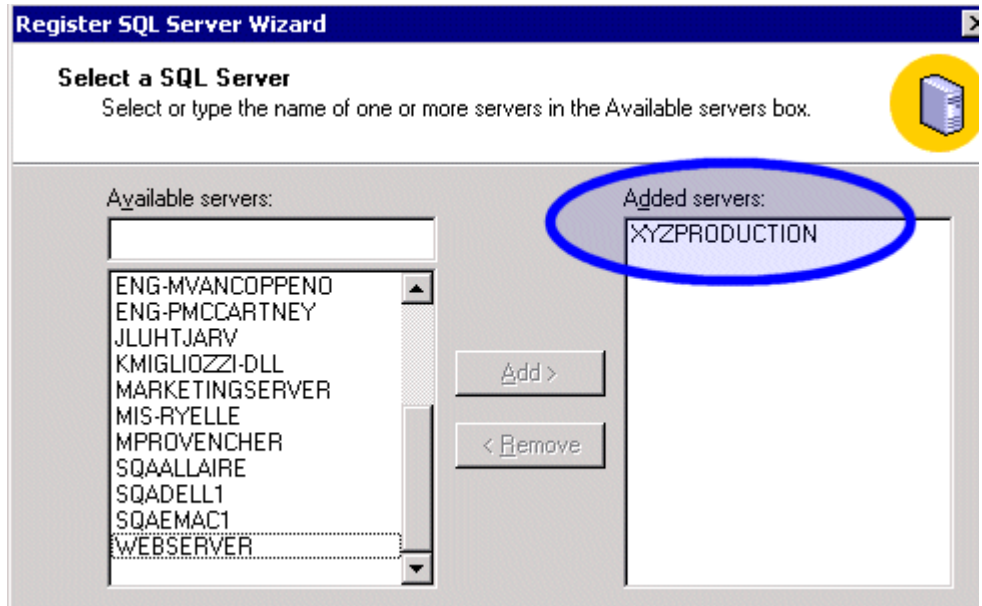 Register SQL Server Wizard
Select a SQL Server
Select or type the name of one or more servers in the Available servers box.
Available servers:
ENG-MVANCOPPENO
ENG-PMCCARTNEY
JLUHTJARV
KMIGLIOZZI-DLL
MARKETINGSERVER
MIS-RYELLE
MPROVENCHER
SQAALLAIRE
SQADELL1
SQAEMAC1
WEBSERVER
Add >
< Remove
Added servers:
XYZPRODUCTION